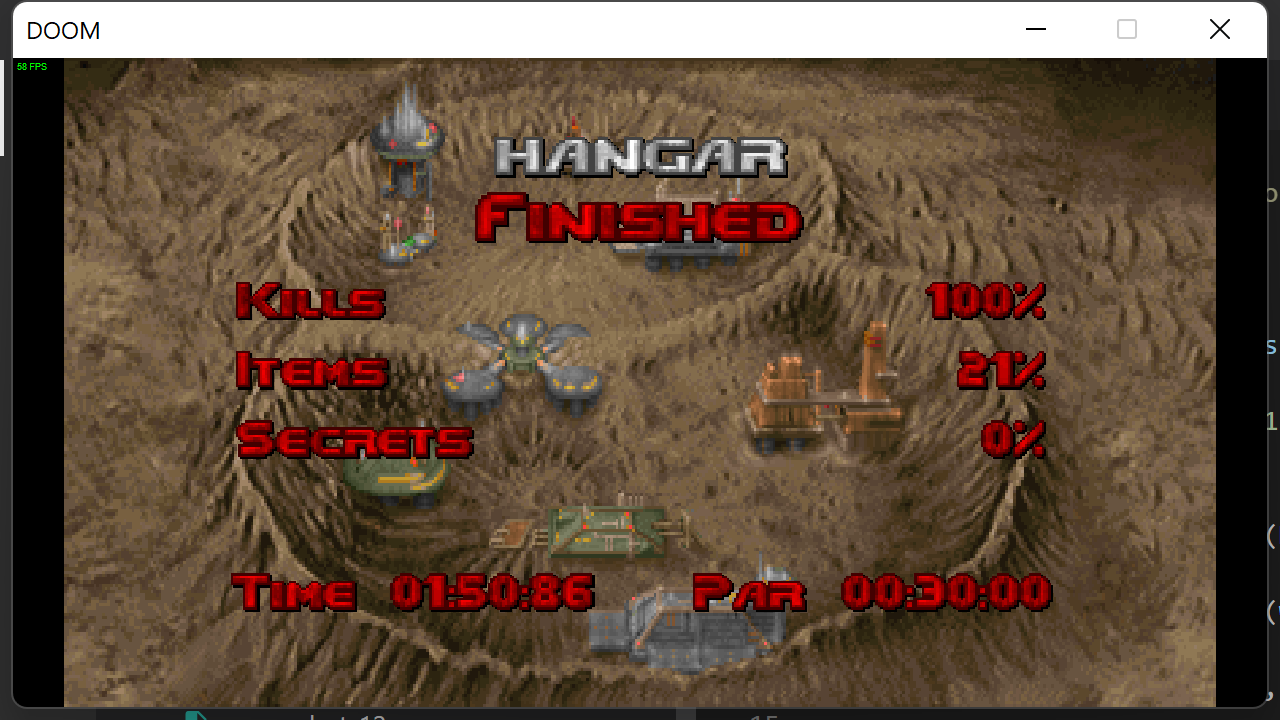 DOOM
58 FPS
HANGAR
FINISHED
KILLS 100%
ITEMS 21%
SECRETS 0%
TIME 01:50:86 PAR 00:30:00